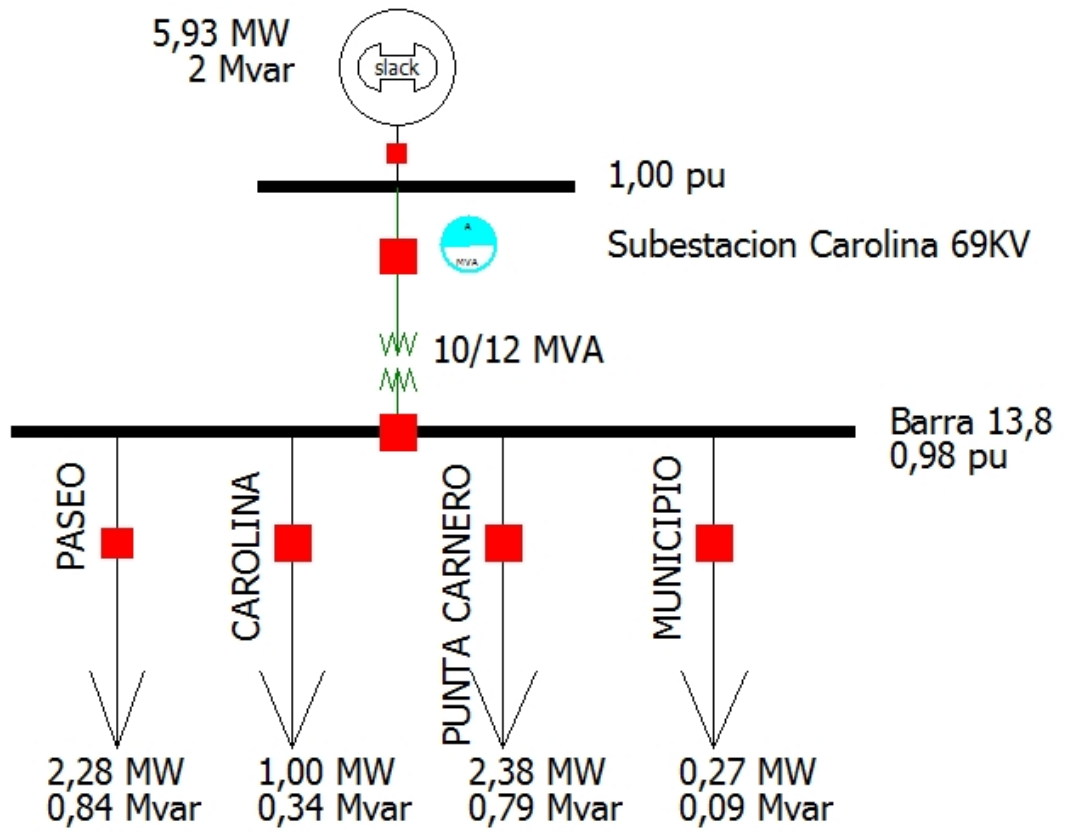 5,93 MW
2 Mvar
slack
1,00 pu
A
MVA
Subestacion Carolina 69KV
10/12 MVA
Barra 13,8
0,98 pu
PASEO
CAROLINA
PUNTA CARNERO
MUNICIPIO
2,28 MW
0,84 Mvar
1,00 MW
0,34 Mvar
2,38 MW
0,79 Mvar
0,27 MW
0,09 Mvar